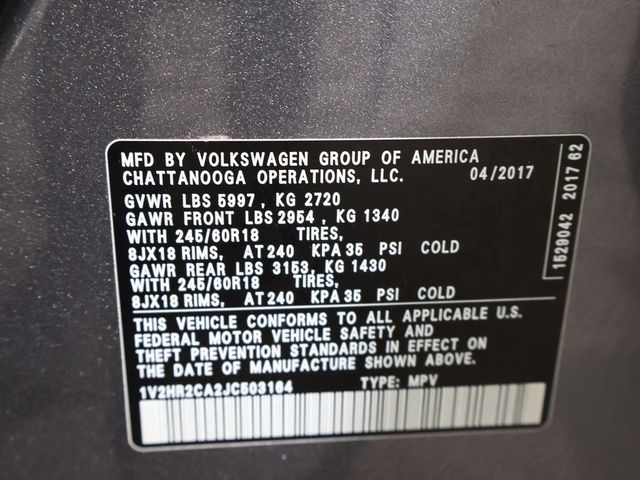 MFD BY VOLKSWAGEN GROUP OF AMERICA
CHATTANOOGA OPERATIONS, LLC. 04/2017
GVWR LBS 5997, KG 2720
GAWR FRONT LBS 2954, KG 1340
WITH 245/60R18 TIRES,
8JX18 RIMS, AT 240 KPA 35 PSI COLD
GAWR REAR LBS 3153, KG 1430
WITH 245/60R18 TIRES,
8JX18 RIMS, AT 240 KPA 35 PSI COLD
THIS VEHICLE CONFORMS TO ALL APPLICABLE U.S.
FEDERAL MOTOR VEHICLE SAFETY AND
THEFT PREVENTION STANDARDS IN EFFECT ON
THE DATE OF MANUFACTURE SHOWN ABOVE.
1V2HR2CA2JC503164 TYPE: MPV
1529042 2017 62